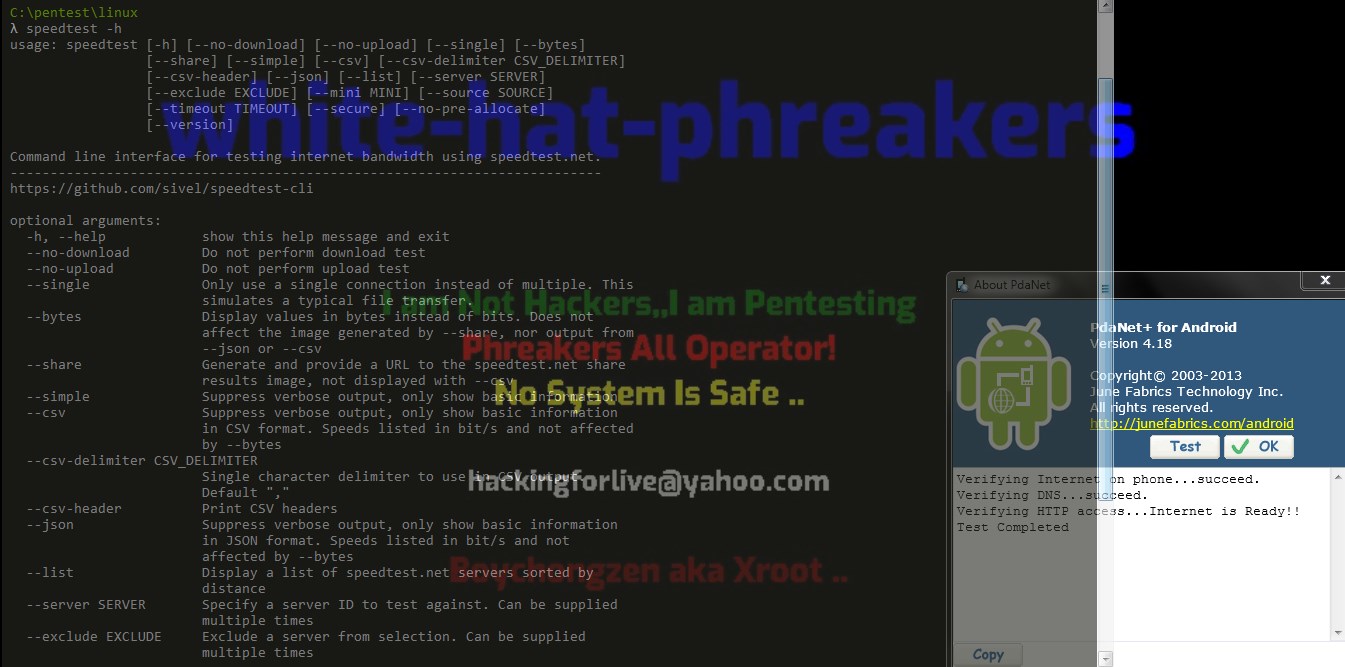 C:\pentest\linux
λ speedtest -h
usage: speedtest [-h] [--no-download] [--no-upload] [--single] [--bytes]
[--share] [--simple] [--csv] [--csv-delimiter CSV_DELIMITER]
[--csv-header] [--json] [--list] [--server SERVER]
[--exclude EXCLUDE] [--mini MINI] [--source SOURCE]
[--timeout TIMEOUT] [--secure] [--no-pre-allocate]
[--version]
white-hat-phreakers
Command line interface for testing internet bandwidth using speedtest.net.
--------------------------------------------------------------------------
https://github.com/sivel/speedtest-cli
optional arguments:
-h, --help show this help message and exit
--no-download Do not perform download test
--no-upload Do not perform upload test
--single Only use a single connection instead of multiple. This
simulates a typical file transfer.
--bytes Display values in bytes instead of bits. Does not
affect the image generated by --share, nor output from
--json or --csv
--share Generate and provide a URL to the speedtest.net share
results image, not displayed with --csv
--simple Suppress verbose output, only show basic information
--csv Suppress verbose output, only show basic information
in CSV format. Speeds listed in bit/s and not affected
by --bytes
--csv-delimiter CSV_DELIMITER
Single character delimiter to use in CSV output.
Default ","
--csv-header Print CSV headers
--json Suppress verbose output, only show basic information
in JSON format. Speeds listed in bit/s and not
affected by --bytes
--list Display a list of speedtest.net servers sorted by
distance
--server SERVER Specify a server ID to test against. Can be supplied
multiple times
--exclude EXCLUDE Exclude a server from selection. Can be supplied
multiple times
I am Not Hackers,,I am Pentesting
Phreakers All Operator!
No System Is Safe ..
hackingforlive@yahoo.com
Boychongzen aka Xroot ..
About PdaNet
PdaNet+ for Android
Version 4.18
Copyright© 2003-2013
June Fabrics Technology Inc.
All rights reserved.
http://junefabrics.com/android
Test OK
Verifying Internet on phone...succeed.
Verifying DNS...succeed.
Verifying HTTP access...Internet is Ready!!
Test Completed
Copy